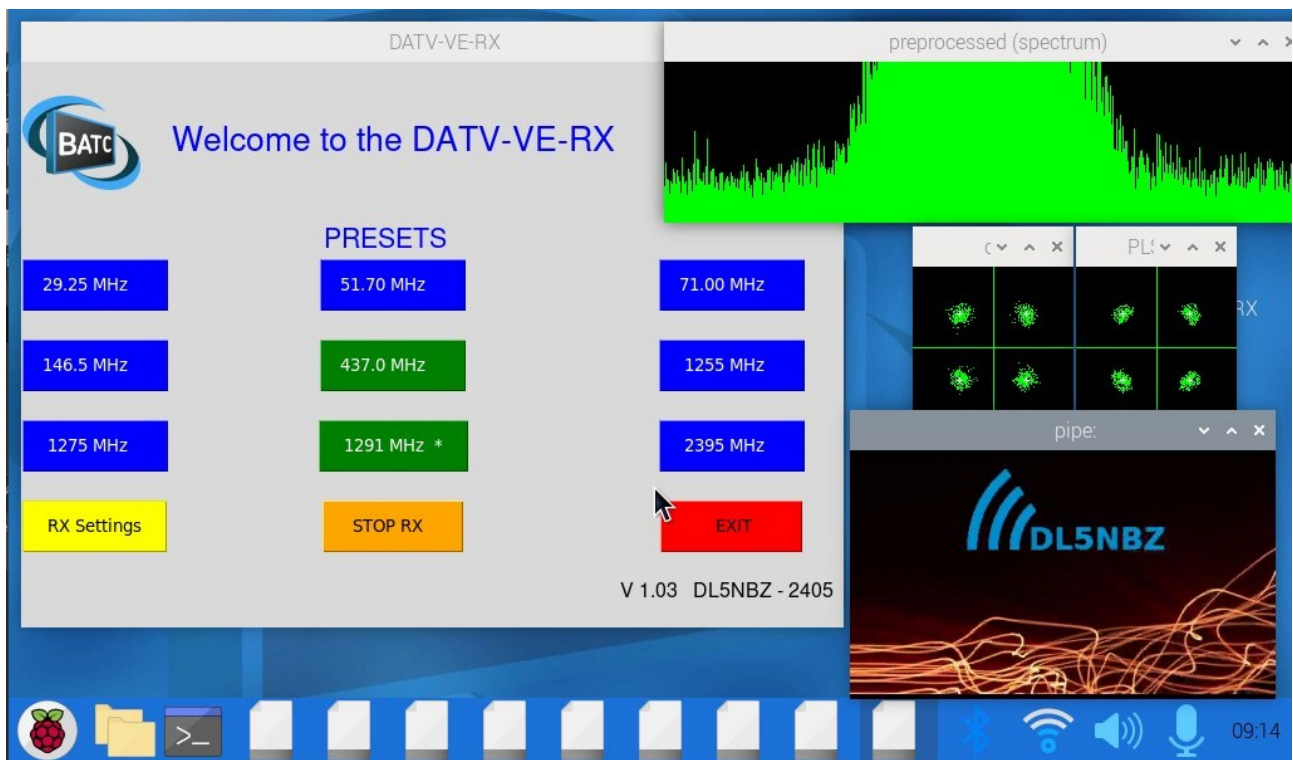 DATV-VE-RX
preprocessed (spectrum)
BATC
Welcome to the DATV-VE-RX
PRESETS
29.25 MHz
51.70 MHz
71.00 MHz
146.5 MHz
437.0 MHz
1255 MHz
1275 MHz
1291 MHz *
2395 MHz
RX Settings
STOP RX
EXIT
V 1.03 DL5NBZ - 2405
PLS
RX
pipe:
DL5NBZ
>_
09:14